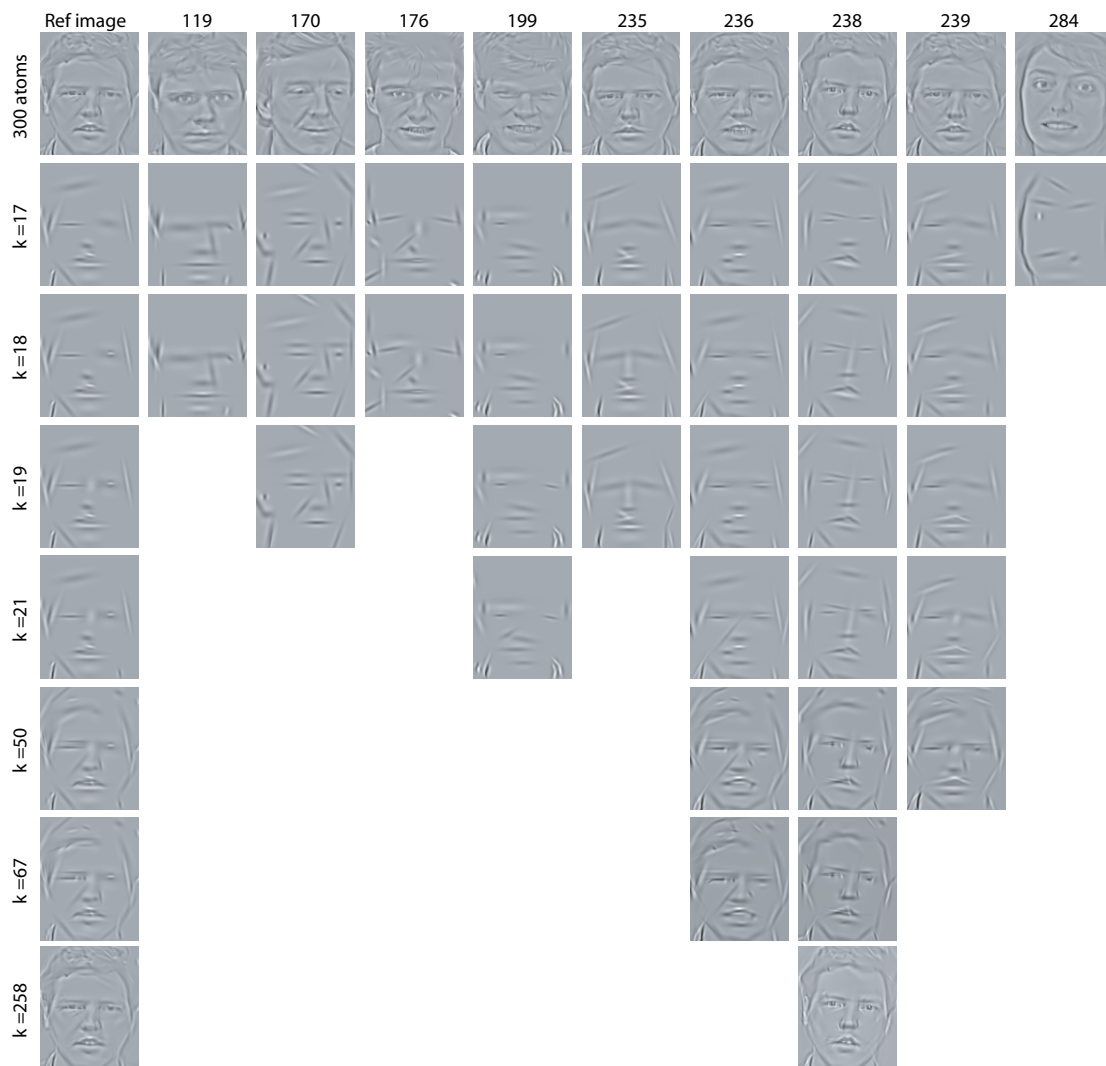 Ref image 119 170 176 199 235 236 238 239 284
300 atoms
k =17
k =18
k =19
k =21
k =50
k =67
k =258